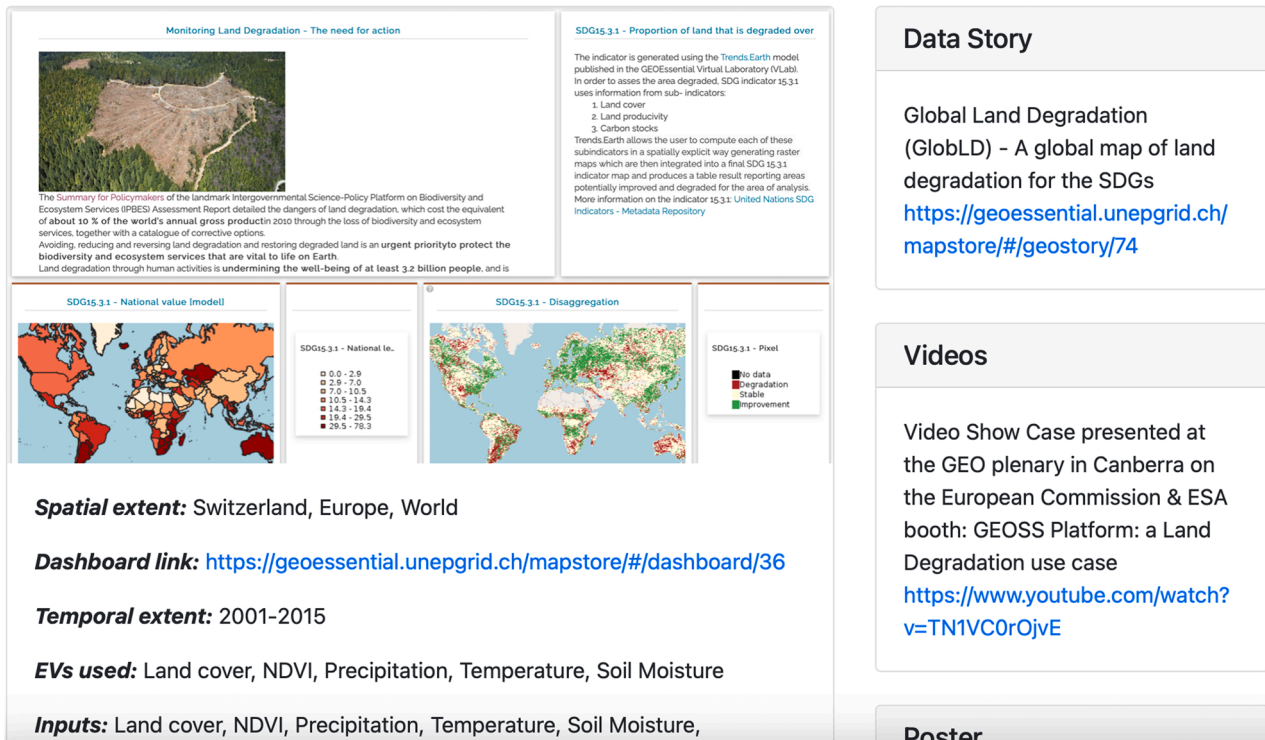 Monitoring Land Degradation - The need for action
The Summary for Policymakers of the landmark Intergovernmental Science-Policy Platform on Biodiversity and
Ecosystem Services (IPBES) Assessment Report detailed the dangers of land degradation, which cost the equivalent
of about 10 % of the world's annual gross productin 2010 through the loss of biodiversity and ecosystem
services, together with a catalogue of corrective options.
Avoiding, reducing and reversing land degradation and restoring degraded land is an urgent priorityto protect the
biodiversity and ecosystem services that are vital to life on Earth.
Land degradation through human activities is undermining the well-being of at least 3.2 billion people, and is
SDG15.3.1 - Proportion of land that is degraded over
The indicator is generated using the Trends.Earth model
published in the GEOEssential Virtual Laboratory (VLab).
In order to asses the area degraded, SDG indicator 15.3.1
uses information from sub- indicators:
1. Land cover
2. Land producivity
3. Carbon stocks
Trends.Earth allows the user to compute each of these
subindicators in a spatially explicit way generating raster
maps which are then integrated into a final SDG 15.3.1
indicator map and produces a table result reporting areas
potentially improved and degraded for the area of analysis.
More information on the indicator 15.3.1: United Nations SDG
Indicators - Metadata Repository
SDG15.3.1 - National value [model]
SDG15.3.1 - National le...
0.0 - 2.9
2.9 - 7.0
7.0 - 10.5
10.5 - 14.3
14.3 - 19.4
19.4 - 29.5
29.5 - 78.3
SDG15.3.1 - Disaggregation
SDG15.3.1 - Pixel
No data
Degradation
Stable
Improvement
Spatial extent: Switzerland, Europe, World
Dashboard link: https://geoessential.unepgrid.ch/mapstore/#/dashboard/36
Temporal extent: 2001-2015
EVs used: Land cover, NDVI, Precipitation, Temperature, Soil Moisture
Inputs: Land cover, NDVI, Precipitation, Temperature, Soil Moisture,
Data Story
Global Land Degradation
(GlobLD) - A global map of land
degradation for the SDGs
https://geoessential.unepgrid.ch/
mapstore/#/geostory/74
Videos
Video Show Case presented at
the GEO plenary in Canberra on
the European Commission & ESA
booth: GEOSS Platform: a Land
Degradation use case
https://www.youtube.com/watch?
v=TN1VC0rOjvE
Poster